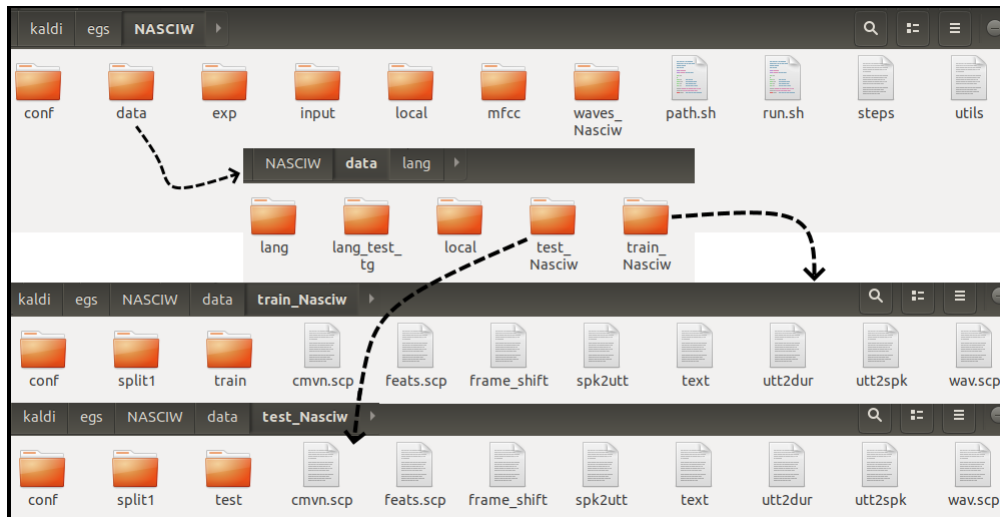 kaldi egs NASCIW
conf data exp input local mfcc waves_ path.sh run.sh steps utils
Nasciw
NASCIW data lang
lang lang_test_ local test_ train_
tg Nasciw Nasciw
kaldi egs NASCIW data train_Nasciw
conf split1 train cmvn.scp feats.scp frame_shift spk2utt text utt2dur utt2spk wav.scp
kaldi egs NASCIW data test_Nasciw
conf split1 test cmvn.scp feats.scp frame_shift spk2utt text utt2dur utt2spk wav.scp